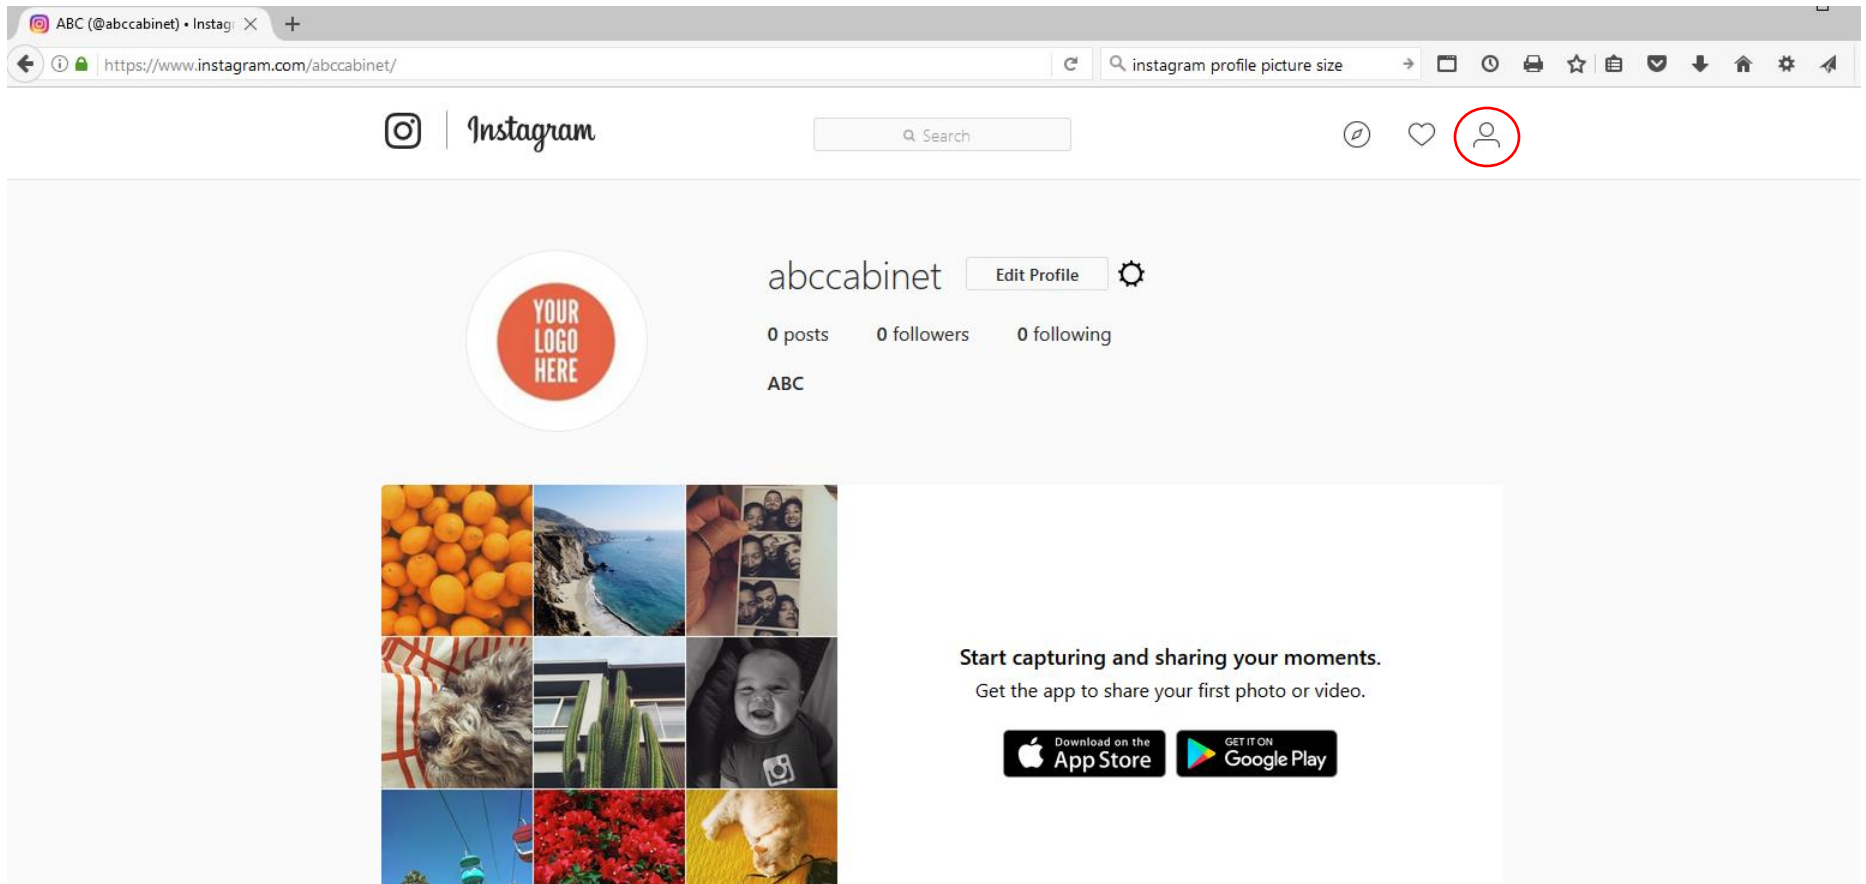 ABC (@abccabinet) • Instag
https://www.instagram.com/abccabinet/
instagram profile picture size
Instagram
Search
abccabinet
Edit Profile
0 posts
0 followers
0 following
ABC
YOUR
LOGO
HERE
Start capturing and sharing your moments.
Get the app to share your first photo or video.
Download on the
App Store
GET IT ON
Google Play